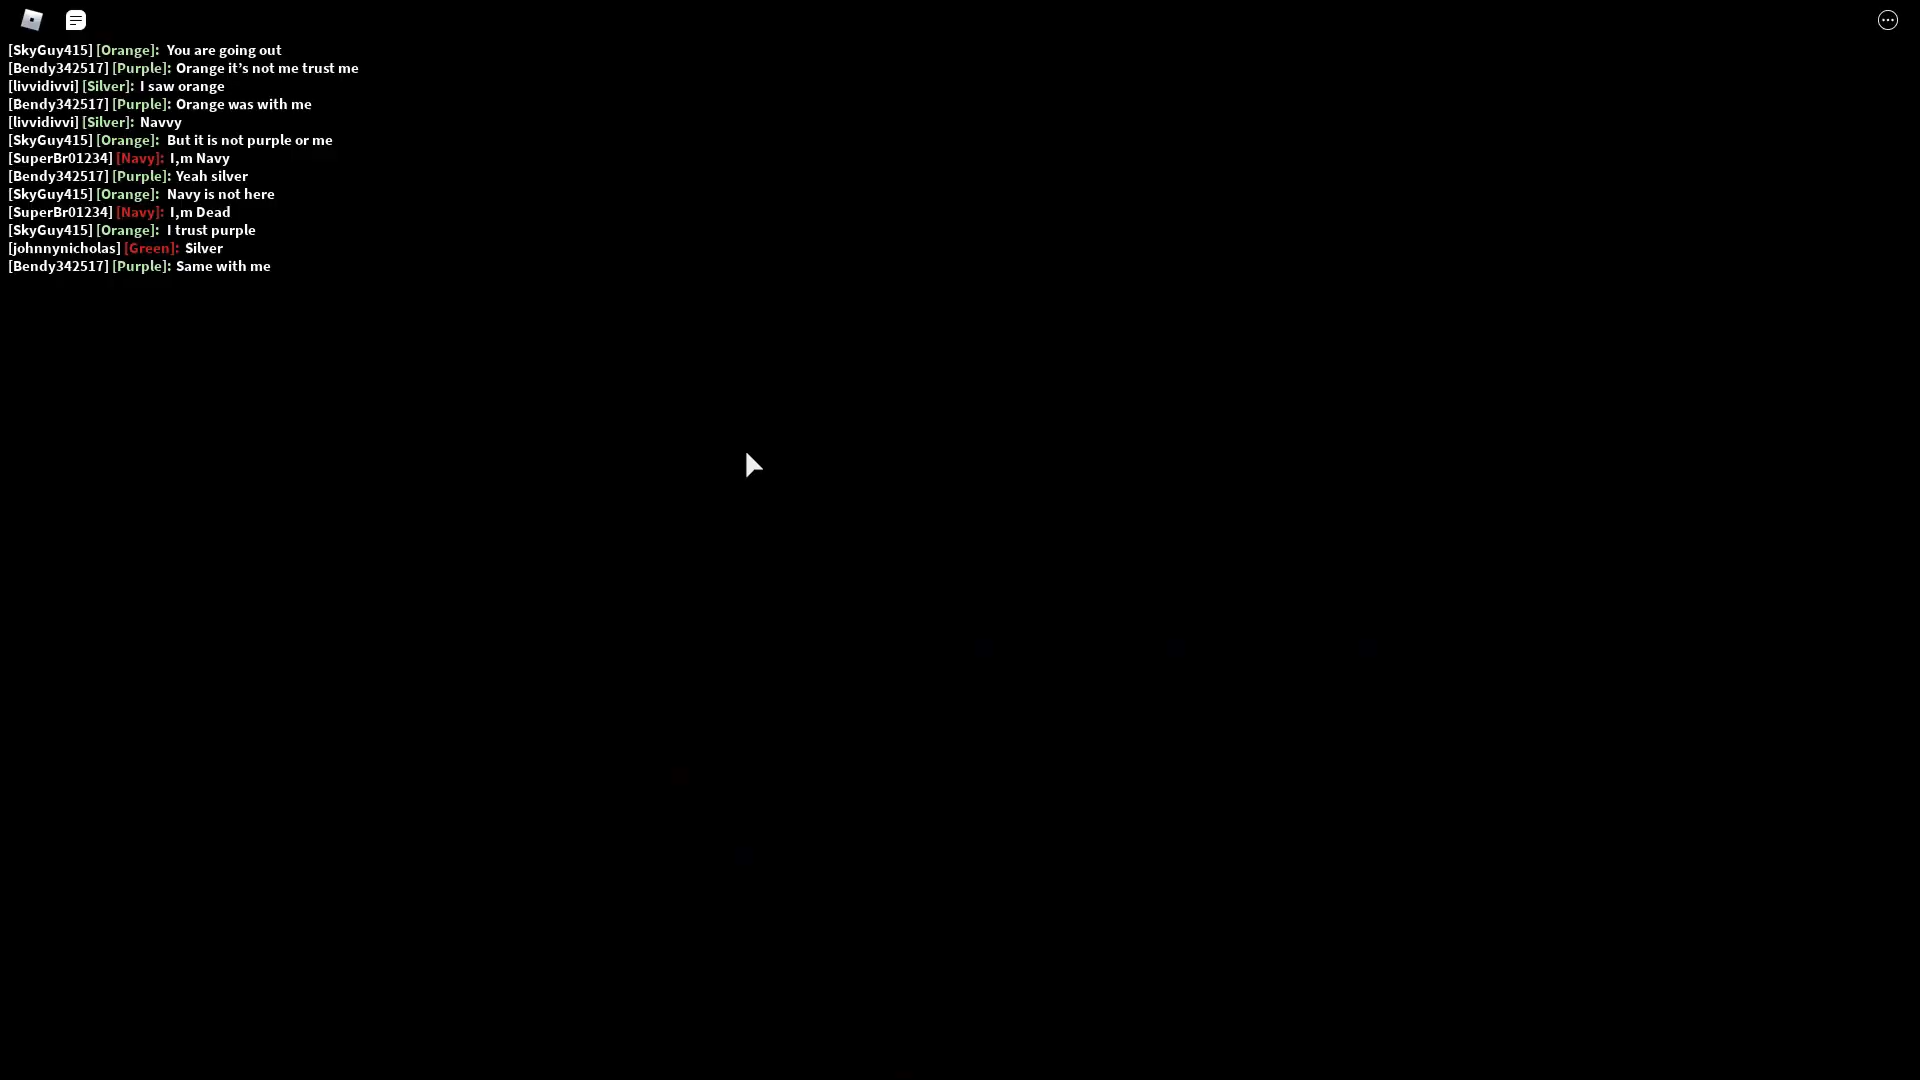 [SkyGuy415] [Orange]: You are going out
[Bendy342517] [Purple]: Orange it's not me trust me
[livvidivvi] [Silver]: I saw orange
[Bendy342517] [Purple]: Orange was with me
[livvidivvi] [Silver]: Navvy
[SkyGuy415] [Orange]: But it is not purple or me
[SuperBr01234] [Navy]: I,m Navy
[Bendy342517] [Purple]: Yeah silver
[SkyGuy415] [Orange]: Navy is not here
[SuperBr01234] [Navy]: I,m Dead
[SkyGuy415] [Orange]: I trust purple
[johnnynicholas] [Green]: Silver
[Bendy342517] [Purple]: Same with me